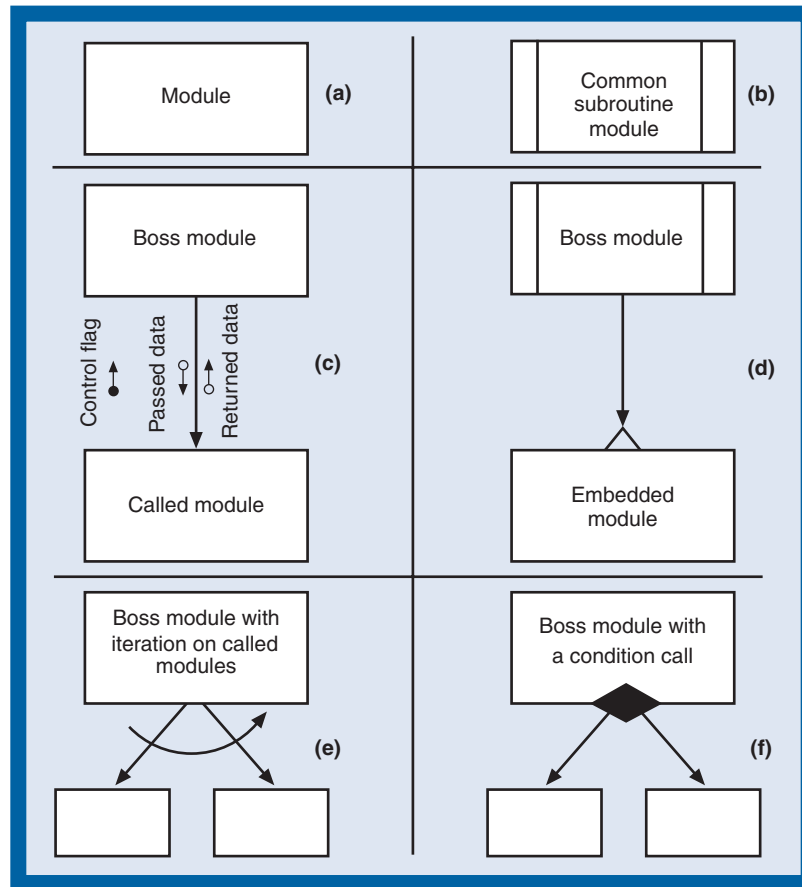 Module
(a)
Common
subroutine
module
(b)
Boss module
Control flag
Passed data
Returned data
(c)
Called module
Boss module
(d)
Embedded
module
Boss module with
iteration on called
modules
(e)
Boss module with
a condition call
(f)